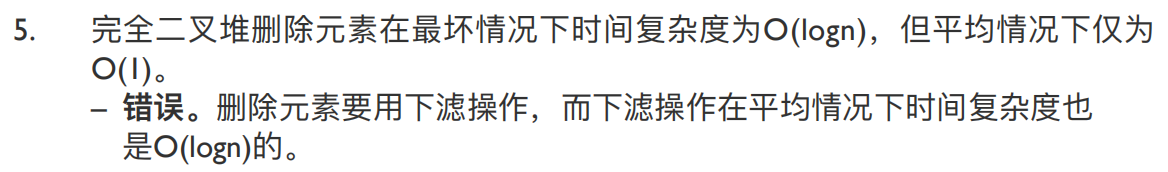 5. 完全二叉堆删除元素在最坏情况下时间复杂度为O(logn)，但平均情况下仅为
O(1)。
– 错误。删除元素要用下滤操作，而下滤操作在平均情况下时间复杂度也
是O(logn)的。